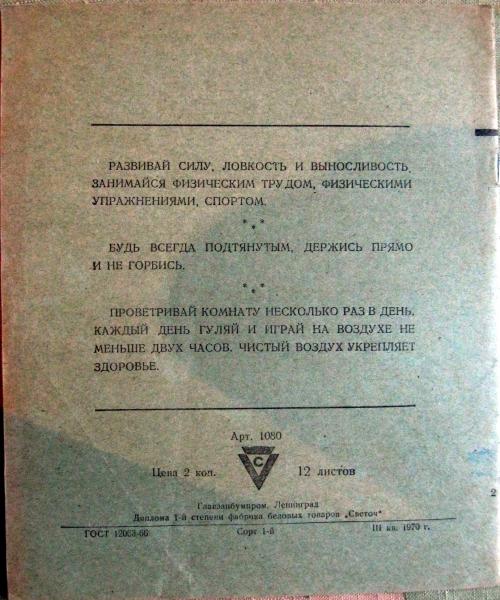 РАЗВИВАЙ СИЛУ, ЛОВКОСТЬ И ВЫНОСЛИВОСТЬ,
ЗАНИМАЙСЯ ФИЗИЧЕСКИМ ТРУДОМ, ФИЗИЧЕСКИМИ
УПРАЖНЕНИЯМИ, СПОРТОМ.
* * *
БУДЬ ВСЕГДА ПОДТЯНУТЫМ, ДЕРЖИСЬ ПРЯМО
И НЕ ГОРБИСЬ.
* * *
ПРОВЕТРИВАЙ КОМНАТУ НЕСКОЛЬКО РАЗ В ДЕНЬ.
КАЖДЫЙ ДЕНЬ ГУЛЯЙ И ИГРАЙ НА ВОЗДУХЕ НЕ
МЕНЬШЕ ДВУХ ЧАСОВ. ЧИСТЫЙ ВОЗДУХ УКРЕПЛЯЕТ
ЗДОРОВЬЕ.
Арт. 1080
С
Цена 2 коп. 12 листов
Главзапбумпром, Ленинград
Диплома 1-й степени фабрика беловых товаров „Светоч"
ГОСТ 12063-66 Сорт 1-й III кв. 1970 г.
2